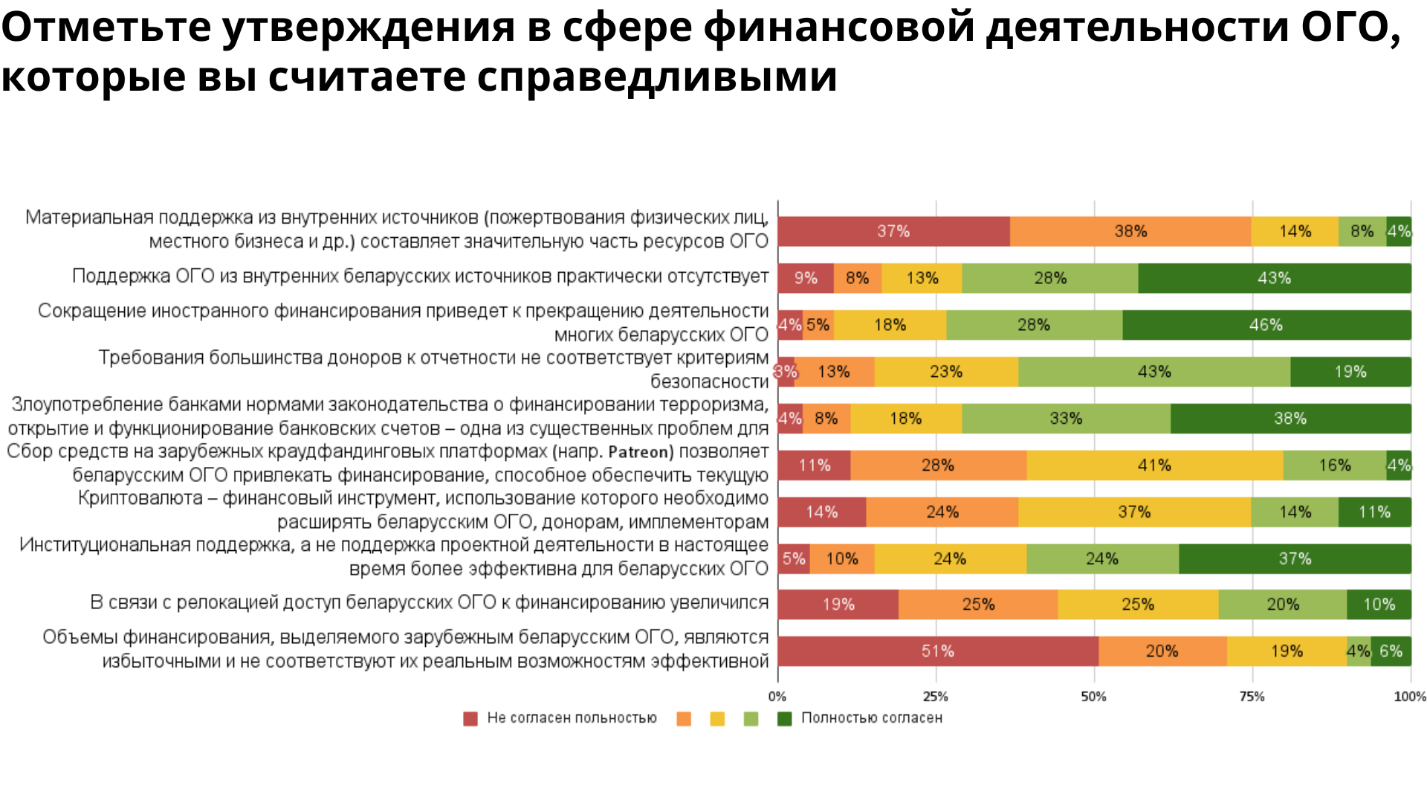 Отметьте утверждения в сфере финансовой деятельности ОГО,
которые вы считаете справедливыми
Материальная поддержка из внутренних источников (пожертвования физических лиц,
местного бизнеса и др.) составляет значительную часть ресурсов ОГО
37% 38% 14% 8% 4%
Поддержка ОГО из внутренних беларусских источников практически отсутствует
9% 8% 13% 28% 43%
Сокращение иностранного финансирования приведет к прекращению деятельности
многих беларусских ОГО
4% 5% 18% 28% 46%
Требования большинства доноров к отчетности не соответствует критериям
безопасности
3% 13% 23% 43% 19%
Злоупотребление банками нормами законодательства о финансировании терроризма,
открытие и функционирование банковских счетов – одна из существенных проблем для
4% 8% 18% 33% 38%
Сбор средств на зарубежных краудфандинговых платформах (напр. Patreon) позволяет
беларусским ОГО привлекать финансирование, способное обеспечить текущую
11% 28% 41% 16% 4%
Криптовалюта – финансовый инструмент, использование которого необходимо
расширять беларусским ОГО, донорам, имплементорам
14% 24% 37% 14% 11%
Институциональная поддержка, а не поддержка проектной деятельности в настоящее
время более эффективна для беларусских ОГО
5% 10% 24% 24% 37%
В связи с релокацией доступ беларусских ОГО к финансированию увеличился
19% 25% 25% 20% 10%
Объемы финансирования, выделяемого зарубежным беларусским ОГО, являются
избыточными и не соответствуют их реальным возможностям эффективной
51% 20% 19% 4% 6%
0% 25% 50% 75% 100%
Не согласен польностью Полностью согласен